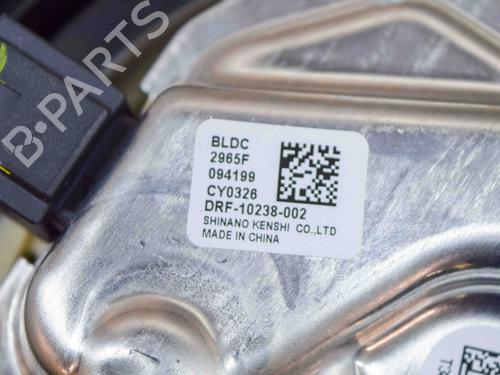 B·PARTS
BLDC
2965F
094199
CY0326
DRF-10238-002
SHINANO KENSHI CO.,LTD
MADE IN CHINA